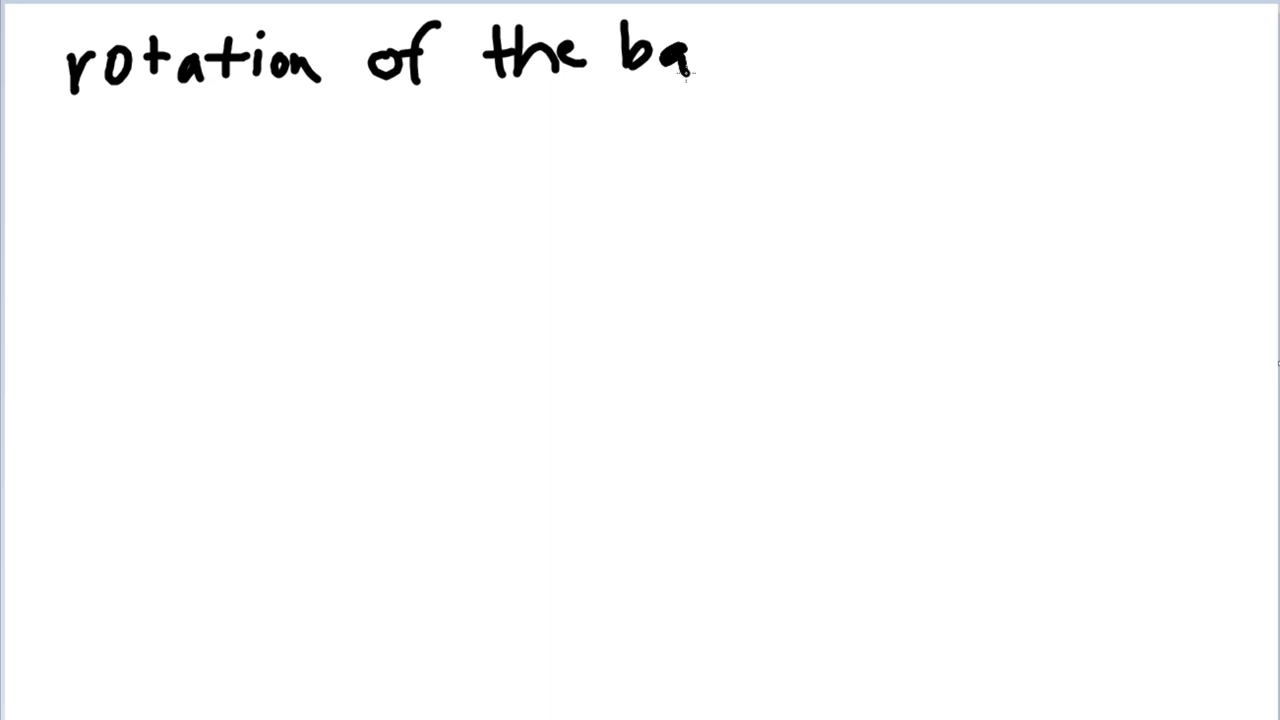 rotation of the ba